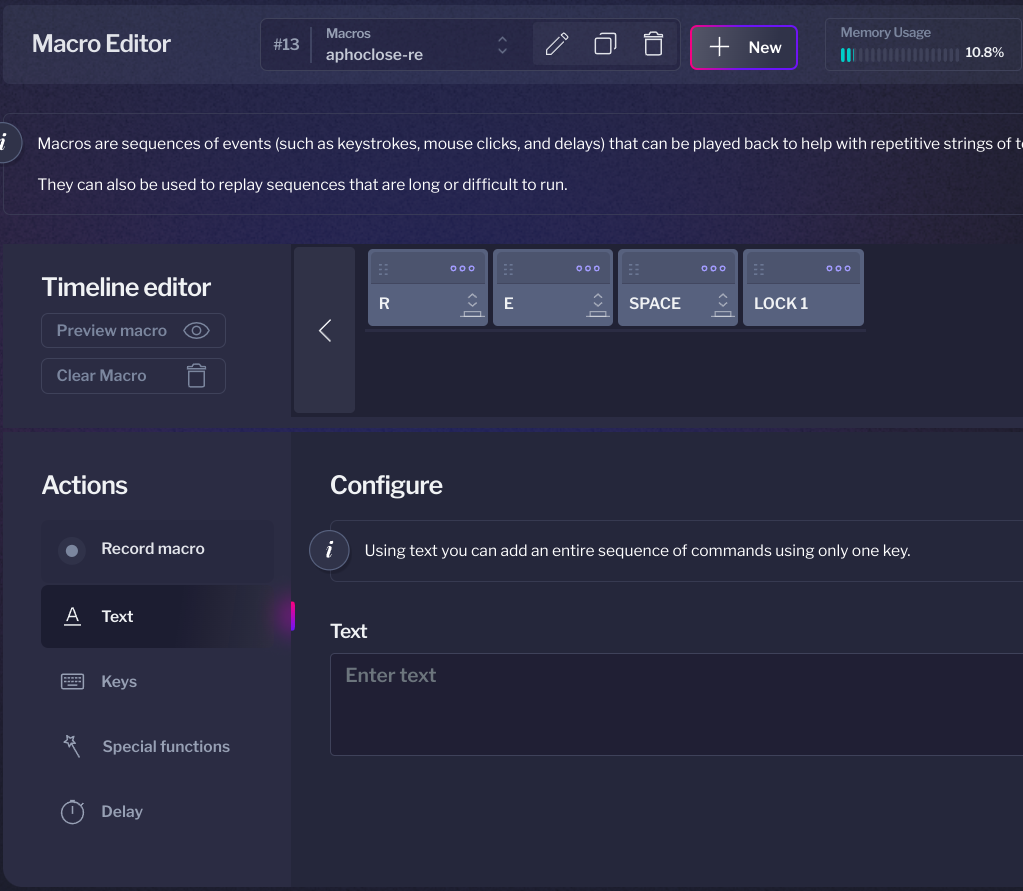 Macro Editor
#13
Macros
aphoclose-re
New
Memory Usage
10.8%
i
Macros are sequences of events (such as keystrokes, mouse clicks, and delays) that can be played back to help with repetitive strings of
They can also be used to replay sequences that are long or difficult to run.
Timeline editor
Preview macro
Clear Macro
R
E
SPACE
LOCK 1
Actions
Record macro
A Text
Keys
Special functions
Delay
Configure
i
Using text you can add an entire sequence of commands using only one key.
Text
Enter text